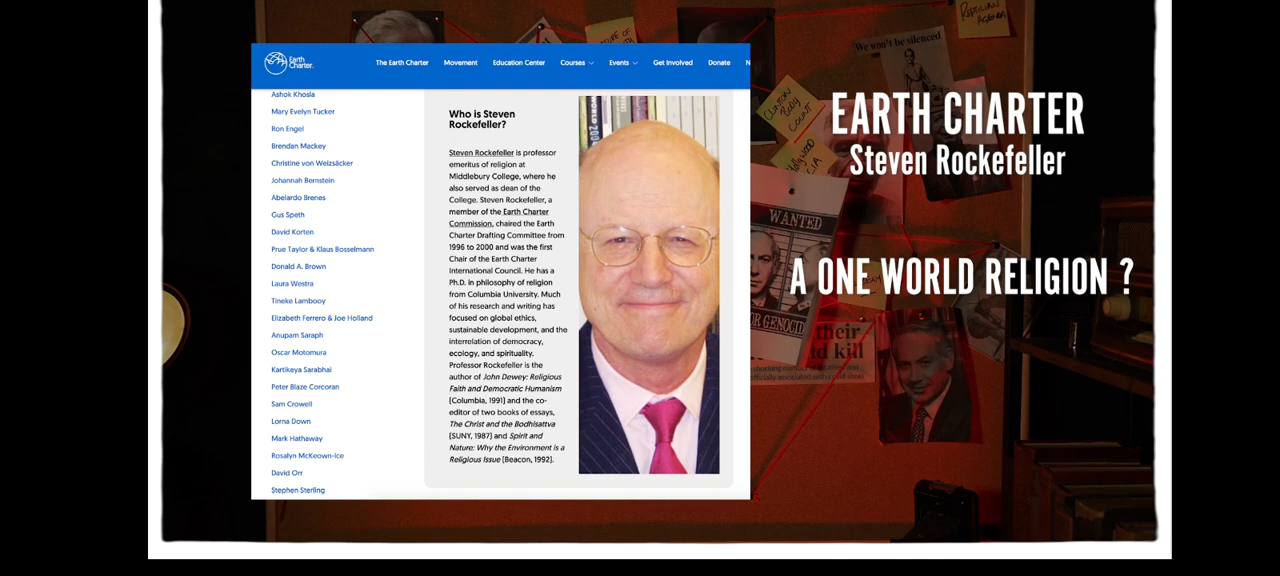 REPTILIAN
AGENDA
We won't be silenced
CLINTON
BODY
COUNT
WANTED
their
d kill
Earth
Charter.
The Earth Charter
Movement
Education Center
Courses
Events
Get Involved
Donate
N
Ashok Khosla
Mary Evelyn Tucker
Ron Engel
Brendan Mackey
Christine von Weizsäcker
Johannah Bernstein
Abelardo Brenes
Gus Speth
David Korten
Prue Taylor & Klaus Bosselmann
Donald A. Brown
Laura Westra
Tineke Lambooy
Elizabeth Ferrero & Joe Holland
Anupam Saraph
Oscar Motomura
Kartikeya Sarabhai
Peter Blaze Corcoran
Sam Crowell
Lorna Down
Mark Hathaway
Rosalyn McKeown-Ice
David Orr
Stephen Sterling
Who is Steven
Rockefeller?
Steven Rockefeller is professor
emeritus of religion at
Middlebury College, where he
also served as dean of the
College. Steven Rockefeller, a
member of the Earth Charter
Commission, chaired the Earth
Charter Drafting Committee from
1996 to 2000 and was the first
Chair of the Earth Charter
International Council. He has a
Ph.D. in philosophy of religion
from Columbia University. Much
of his research and writing has
focused on global ethics,
sustainable development, and the
interrelation of democracy,
ecology, and spirituality.
Professor Rockefeller is the
author of John Dewey: Religious
Faith and Democratic Humanism
(Columbia, 1991) and the co-
editor of two books of essays,
The Christ and the Bodhisattva
(SUNY, 1987) and Spirit and
Nature: Why the Environment is a
Religious Issue (Beacon, 1992).
EARTH CHARTER
Steven Rockefeller
A ONE WORLD RELIGION ?